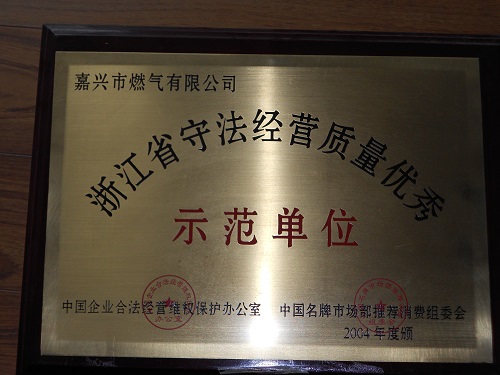 嘉兴市燃气有限公司
浙江省守法经营质量优秀
示范单位
中国企业合法经营维权保护办公室 中国名牌市场部推荐消费组委会
2004年度颁
办公室